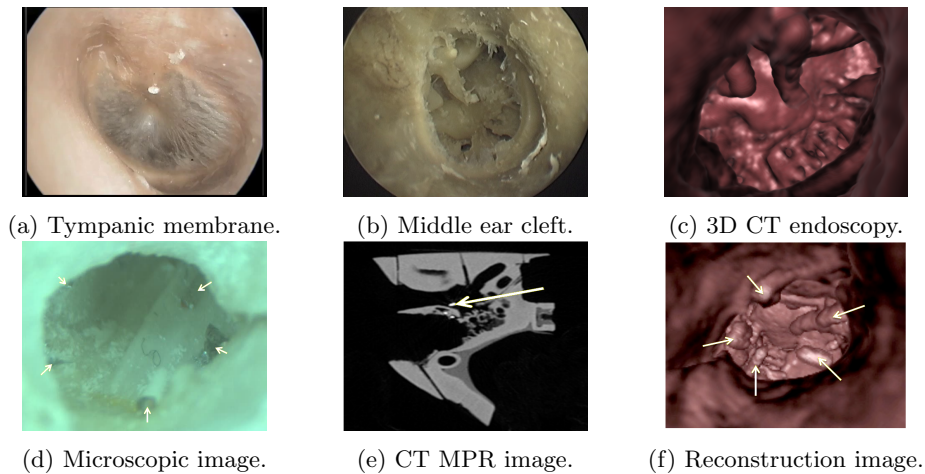 (a) Tympanic membrane.
(b) Middle ear cleft.
(c) 3D CT endoscopy.
(d) Microscopic image.
(e) CT MPR image.
(f) Reconstruction image.